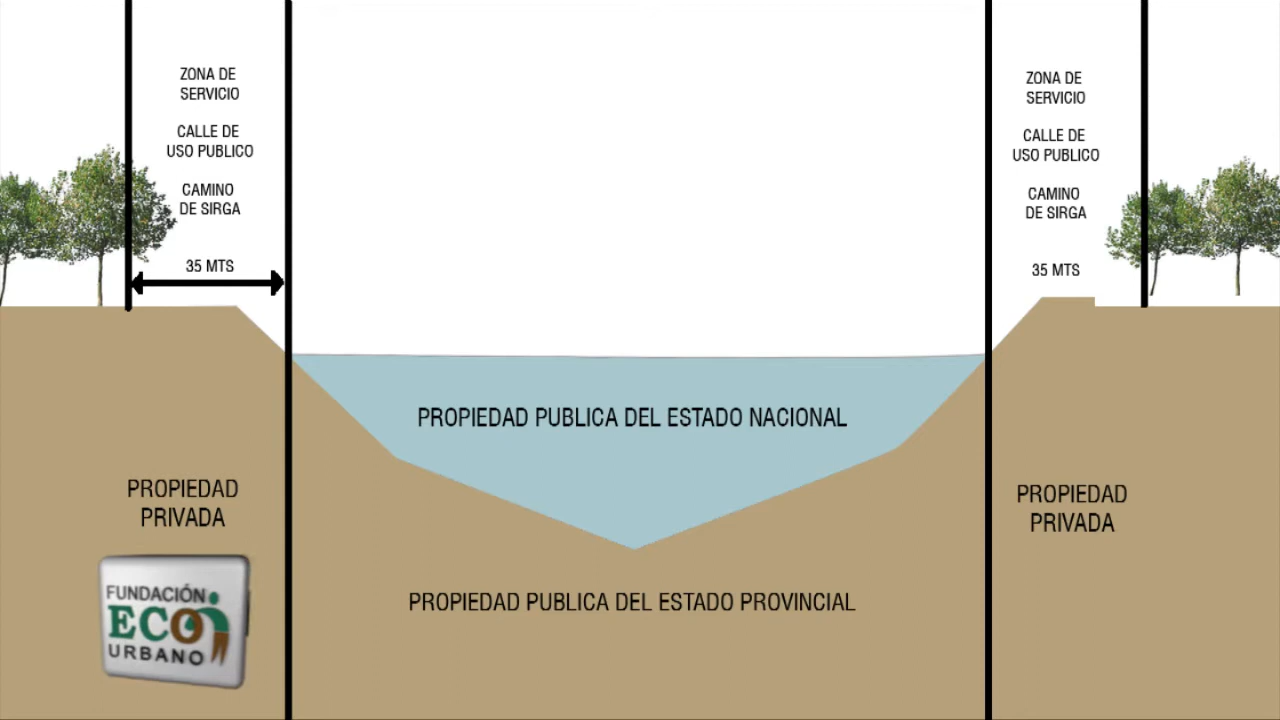 ZONA DE
SERVICIO
CALLE DE
USO PUBLICO
CAMINO
DE SIRGA
35 MTS
ZONA DE
SERVICIO
CALLE DE
USO PUBLICO
CAMINO
DE SIRGA
35 MTS
PROPIEDAD PUBLICA DEL ESTADO NACIONAL
PROPIEDAD
PRIVADA
PROPIEDAD
PRIVADA
PROPIEDAD PUBLICA DEL ESTADO PROVINCIAL
FUNDACIÓN
ECO
URBANO